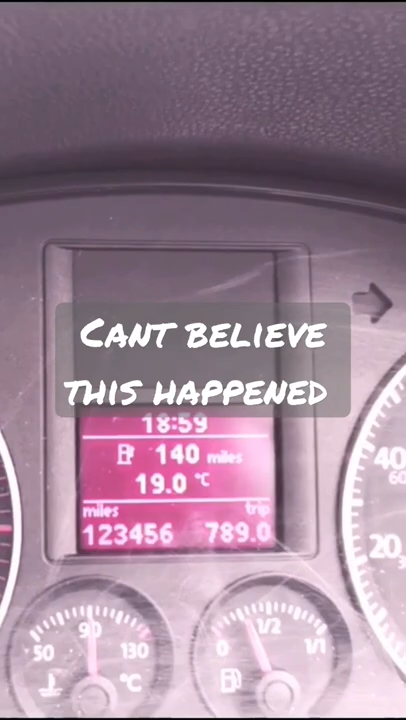 CANT BELIEVE
THIS HAPPENED
18:59
140 miles
19.0 °C
miles trip
123456 789.0
40
60
20
90
50 130
°C
1/2
0 1/1